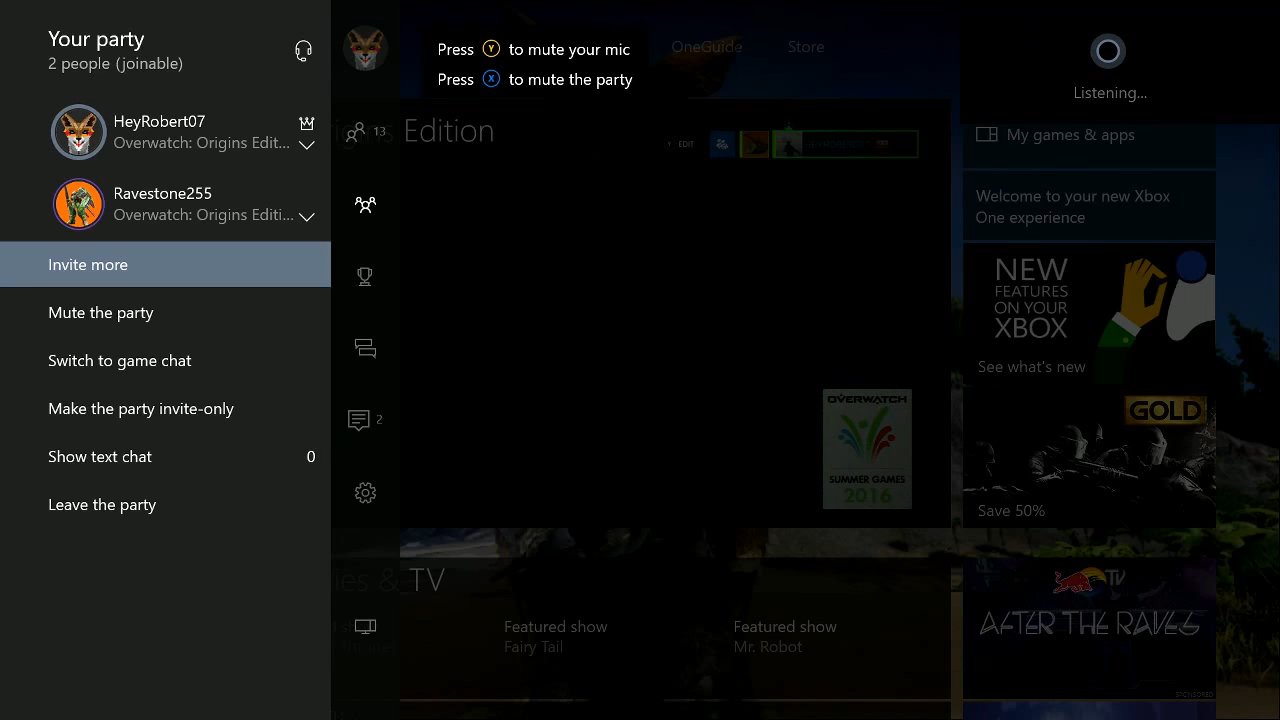 Your party
2 people (joinable)
HeyRobert07
Overwatch: Origins Edit...
Ravestone255
Overwatch: Origins Editi...
Invite more
Mute the party
Switch to game chat
Make the party invite-only
Show text chat 0
Leave the party
13
2
Press Y to mute your mic
Press X to mute the party
OneGuide Store
Edition
EDIT
OVERWATCH
SUMMER GAMES
2016
TV
Featured show
Fairy Tail
Featured show
Mr. Robot
Listening...
My games & apps
Welcome to your new Xbox
One experience
NEW
FEATURES
ON YOUR
XBOX
See what's new
GOLD
Save 50%
TV
AFTER THE RAVES
SPONSORED